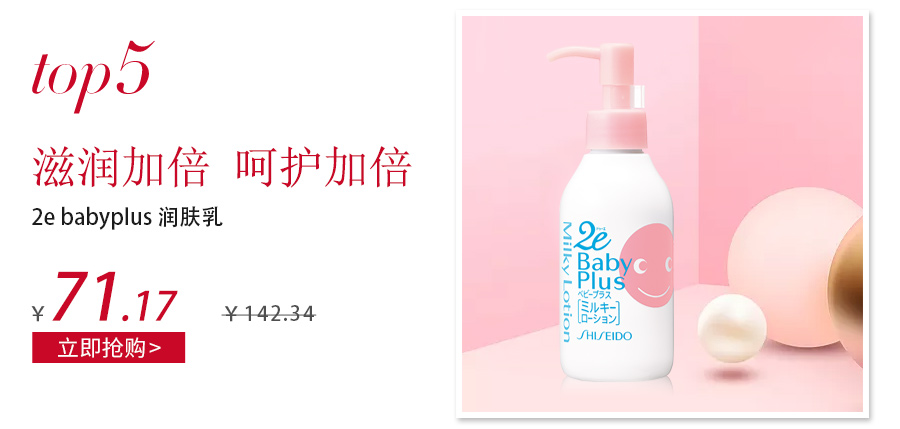 top5
滋润加倍 呵护加倍
2e babyplus 润肤乳
¥71.17 ¥142.34
立即抢购>
2e
Baby
Plus
ベビープラス
[ミルキー
ローション]
SHISEIDO
Milky Lotion